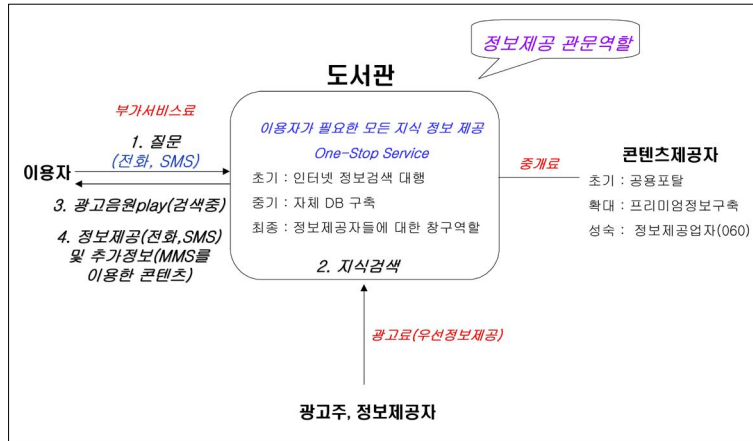 정보제공 관문역할
도서관
부가서비스료
1. 질문
(전화, SMS)
이용자
3. 광고음원play(검색중)
4. 정보제공(전화,SMS)
및 추가정보(MMS를
이용한 콘텐츠)
이용자가 필요한 모든 지식 정보 제공
One-Stop Service
초기 : 인터넷 정보검색 대행
중기 : 자체 DB 구축
최종 : 정보제공자들에 대한 창구역할
2. 지식검색
중개료
콘텐츠제공자
초기 : 공용포탈
확대 : 프리미엄정보구축
성숙 : 정보제공업자(060)
광고료(우선정보제공)
광고주, 정보제공자